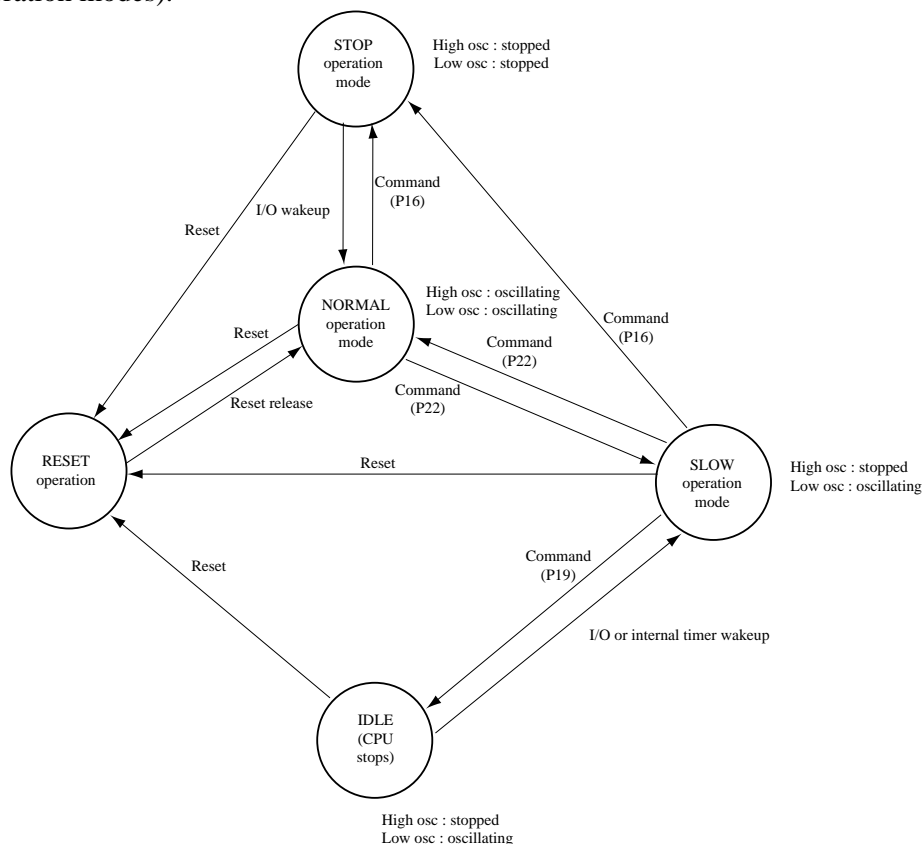 ration modes).
STOP
operation
mode
High osc : stopped
Low osc : stopped
Command
(P16)
I/O wakeup
Reset
NORMAL
operation
mode
High osc : oscillating
Low osc : oscillating
Command
(P16)
Reset
Command
(P22)
Command
(P22)
Reset release
RESET
operation
Reset
SLOW
operation
mode
High osc : stopped
Low osc : oscillating
Reset
Command
(P19)
I/O or internal timer wakeup
IDLE
(CPU
stops)
High osc : stopped
Low osc : oscillating